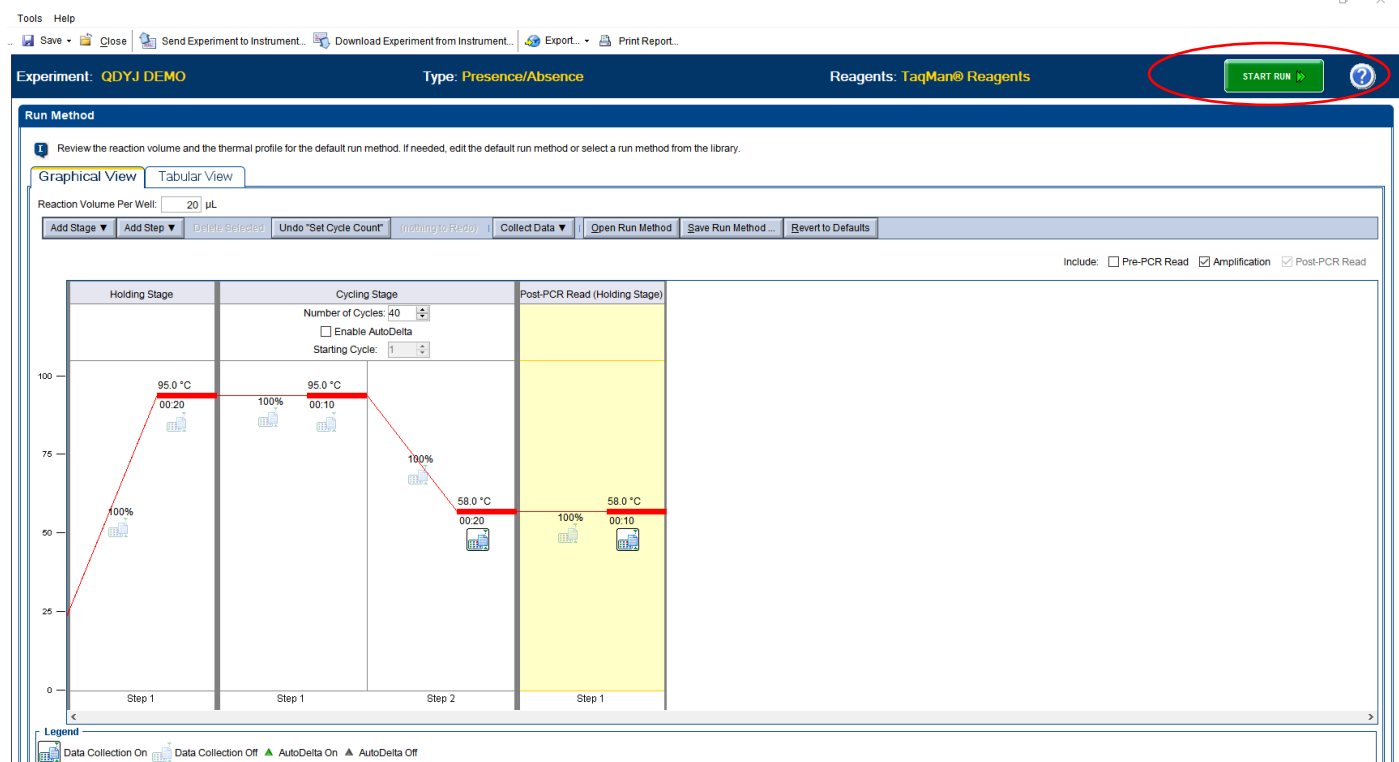 Tools Help
.. Save Close Send Experiment to Instrument... Download Experiment from Instrument... Export... Print Report...
Experiment: QDYJ DEMO Type: Presence/Absence Reagents: TaqMan® Reagents START RUN ?
Run Method
Review the reaction volume and the thermal profile for the default run method. If needed, edit the default run method or select a run method from the library.
Graphical View Tabular View
Reaction Volume Per Well: 20 µL
Add Stage ▼ Add Step ▼ Delete Selected Undo "Set Cycle Count" (nothing to Redo) Collect Data ▼ Open Run Method Save Run Method ... Revert to Defaults
Include: Pre-PCR Read Amplification Post-PCR Read
Holding Stage Cycling Stage Post-PCR Read (Holding Stage)
Number of Cycles: 40
Enable AutoDelta
Starting Cycle: 1
100
95.0 °C 95.0 °C
00:20 100% 00:10
75 100%
58.0 °C 58.0 °C
100% 00:20 100% 00:10
50
25
0
Step 1 Step 1 Step 2 Step 1
Legend
Data Collection On Data Collection Off AutoDelta On AutoDelta Off